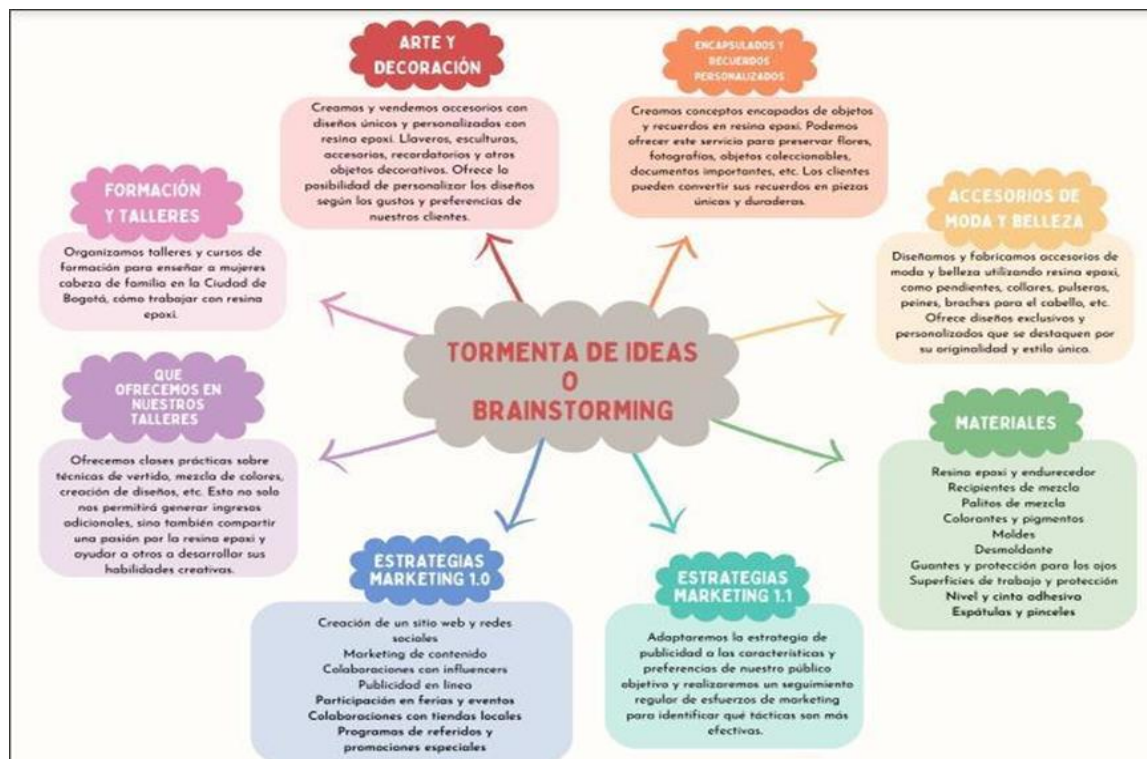 ARTE Y
DECORACIÓN
Creamos y vendemos accesorios con
diseños únicos y personalizados con
resina epoxi. Llaveros, esculturas,
accesorios, recordatorios y otros
objetos decorativos. Ofrece la
posibilidad de personalizar los diseños
según los gustos y preferencias de
nuestros clientes.
ENCAPSULADOS Y
RECUERDOS
PERSONALIZADOS
Creamos conceptos encapados de objetos
y recuerdos en resina epoxi. Podemos
ofrecer este servicio para preservar flores,
fotografías, objetos coleccionables,
documentos importantes, etc. Los clientes
pueden convertir sus recuerdos en piezas
únicas y duraderas.
FORMACIÓN
Y TALLERES
Organizamos talleres y cursos de
formación para enseñar a mujeres
cabeza de familia en la Ciudad de
Bogotá, cómo trabajar con resina
epoxi.
ACCESORIOS DE
MODA Y BELLEZA
Diseñamos y fabricamos accesorios de
moda y belleza utilizando resina epoxi,
como pendientes, collares, pulseras,
peines, broches para el cabello, etc.
Ofrece diseños exclusivos y
personalizados que se destaquen por
su originalidad y estilo único.
TORMENTA DE IDEAS
O
BRAINSTORMING
QUE
OFRECEMOS EN
NUESTROS
TALLERES
Ofrecemos clases prácticas sobre
técnicas de vertido, mezcla de colores,
creación de diseños, etc. Esto no solo
nos permitirá generar ingresos
adicionales, sino también compartir
una pasión por la resina epoxi y
ayudar a otros a desarrollar sus
habilidades creativas.
MATERIALES
Resina epoxi y endurecedor
Recipientes de mezcla
Palitos de mezcla
Colorantes y pigmentos
Moldes
Desmoldante
Guantes y protección para los ojos
Superficies de trabajo y protección
Nivel y cinta adhesiva
Espátulas y pinceles
ESTRATEGIAS
MARKETING 1.0
Creación de un sitio web y redes
sociales
Marketing de contenido
Colaboraciones con influencers
Publicidad en línea
Participación en ferias y eventos
Colaboraciones con tiendas locales
Programas de referidos y
promociones especiales
ESTRATEGIAS
MARKETING 1.1
Adaptaremos la estrategia de
publicidad a las características y
preferencias de nuestro público
objetivo y realizaremos un seguimiento
regular de esfuerzos de marketing
para identificar qué tácticas son más
efectivas.